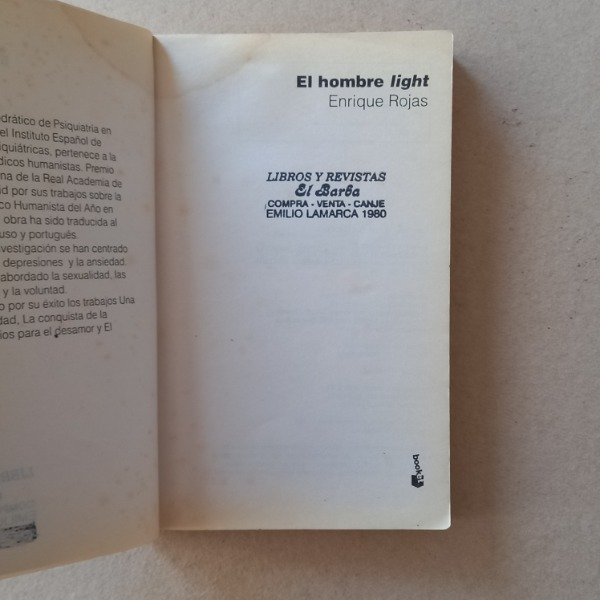 drático de Psiquiatría en
el Instituto Español de
quiátricas, pertenece a la
dicos humanistas. Premio
na de la Real Academia de
d por sus trabajos sobre la
co Humanista del Año en
obra ha sido traducida al
uso y portugués.
vestigación se han centrado
depresiones y la ansiedad.
abordado la sexualidad, las
y la voluntad.
o por su éxito los trabajos Una
dad, La conquista de la
ios para el desamor y El
El hombre light
Enrique Rojas
LIBROS Y REVISTAS
El Barba
COMPRA - VENTA - CANJE
EMILIO LAMARCA 1980
book